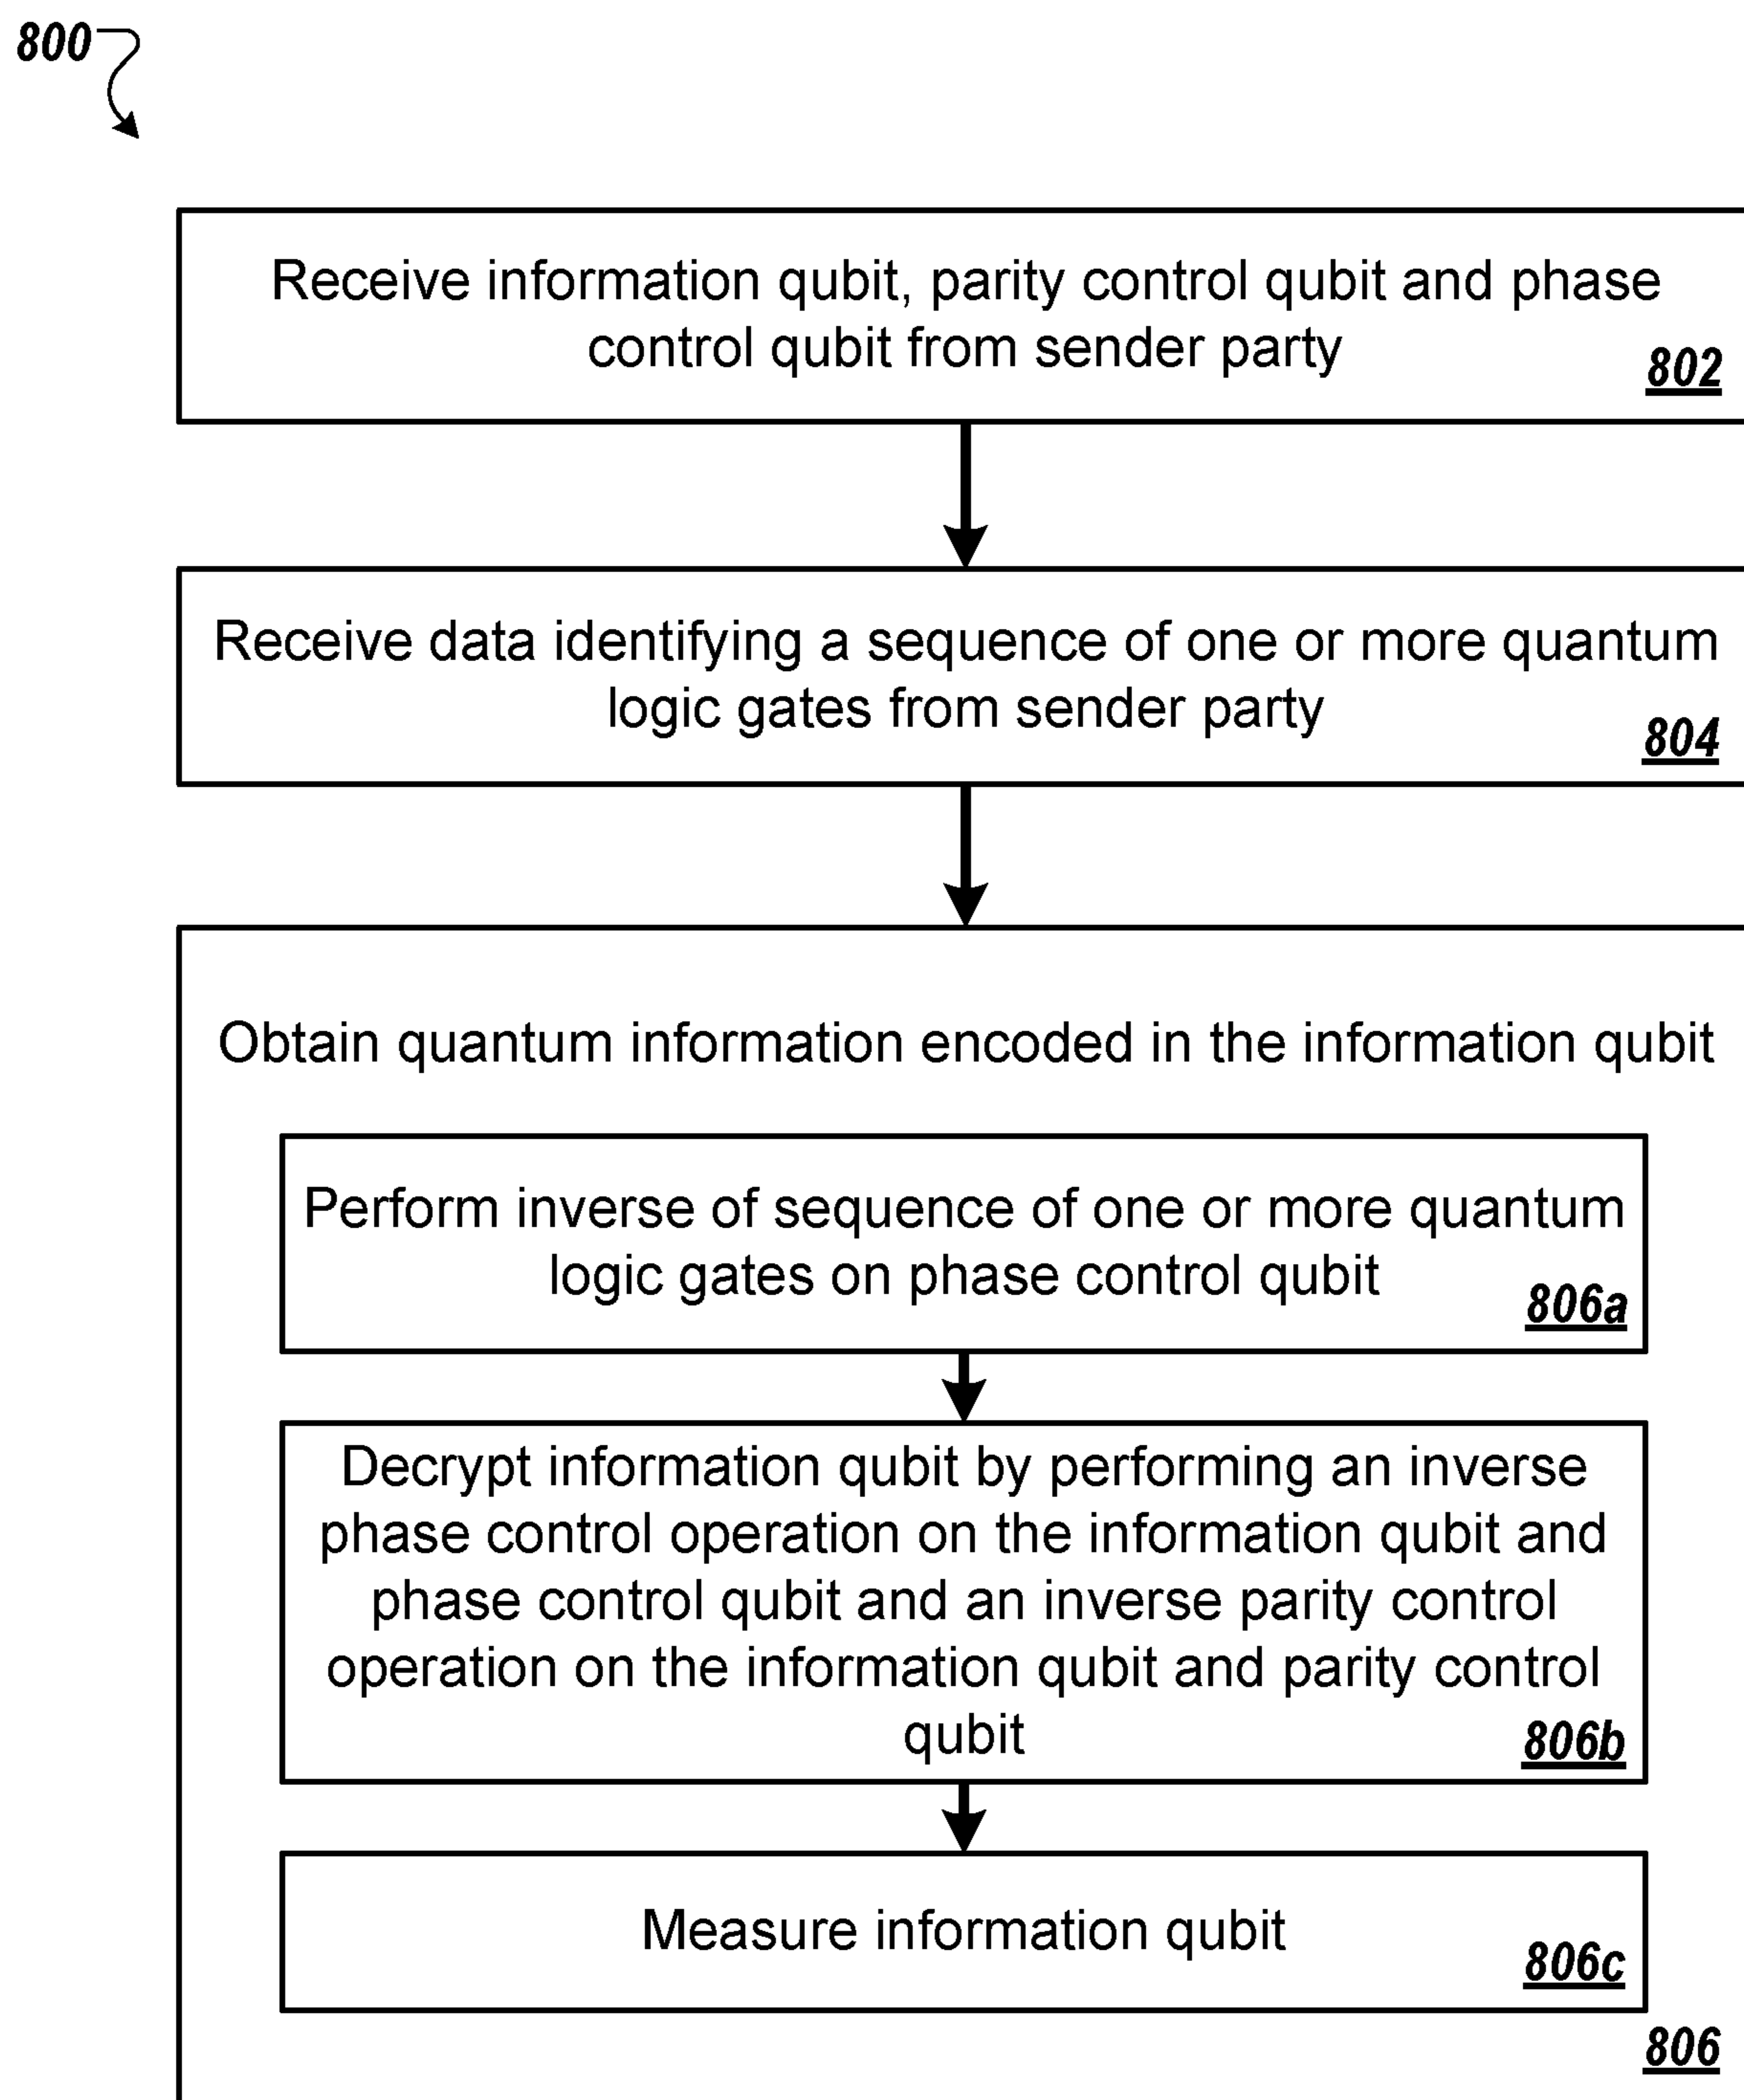 800
Receive information qubit, parity control qubit and phase
control qubit from sender party
802
Receive data identifying a sequence of one or more quantum
logic gates from sender party
804
Obtain quantum information encoded in the information qubit
Perform inverse of sequence of one or more quantum
logic gates on phase control qubit
806a
Decrypt information qubit by performing an inverse
phase control operation on the information qubit and
phase control qubit and an inverse parity control
operation on the information qubit and parity control
qubit
806b
Measure information qubit
806c
806